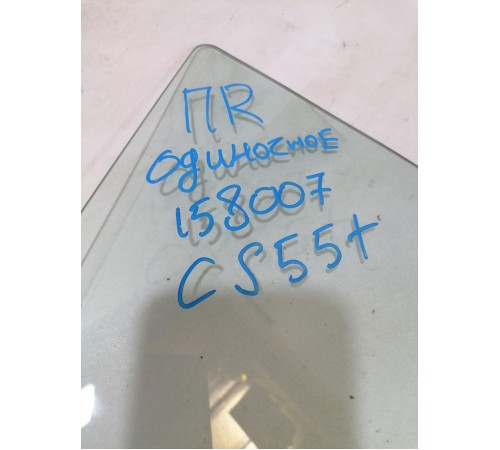 ПR
одиночное
158007
CS55+